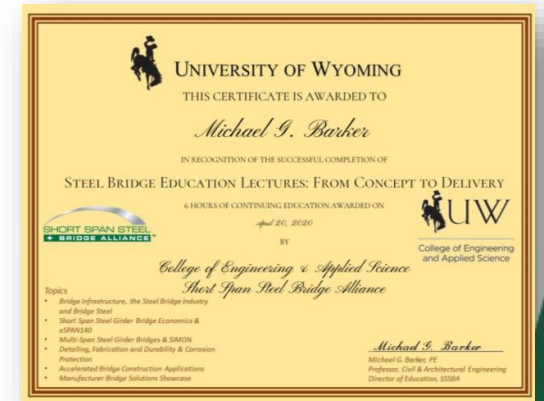 UNIVERSITY OF WYOMING
THIS CERTIFICATE IS AWARDED TO
Michael G. Barker
IN RECOGNITION OF THE SUCCESSFUL COMPLETION OF
STEEL BRIDGE EDUCATION LECTURES: FROM CONCEPT TO DELIVERY
6 HOURS OF CONTINUING EDUCATION AWARDED ON
April 20, 2020
BY
SHORT SPAN STEEL
BRIDGE ALLIANCE
UW
College of Engineering
and Applied Science
College of Engineering & Applied Science
Short Span Steel Bridge Alliance
Topics
• Bridge Infrastructure, the Steel Bridge Industry
and Bridge Steel
• Short Span Steel Girder Bridge Economics &
eSPAN140
• Multi-Span Steel Girder Bridges & SIMON
• Detailing, Fabrication and Durability & Corrosion
Protection
• Accelerated Bridge Construction Applications
• Manufacturer Bridge Solutions Showcase
Michael G. Barker
Michael G. Barker, PE
Professor, Civil & Architectural Engineering
Director of Education, SSSBA